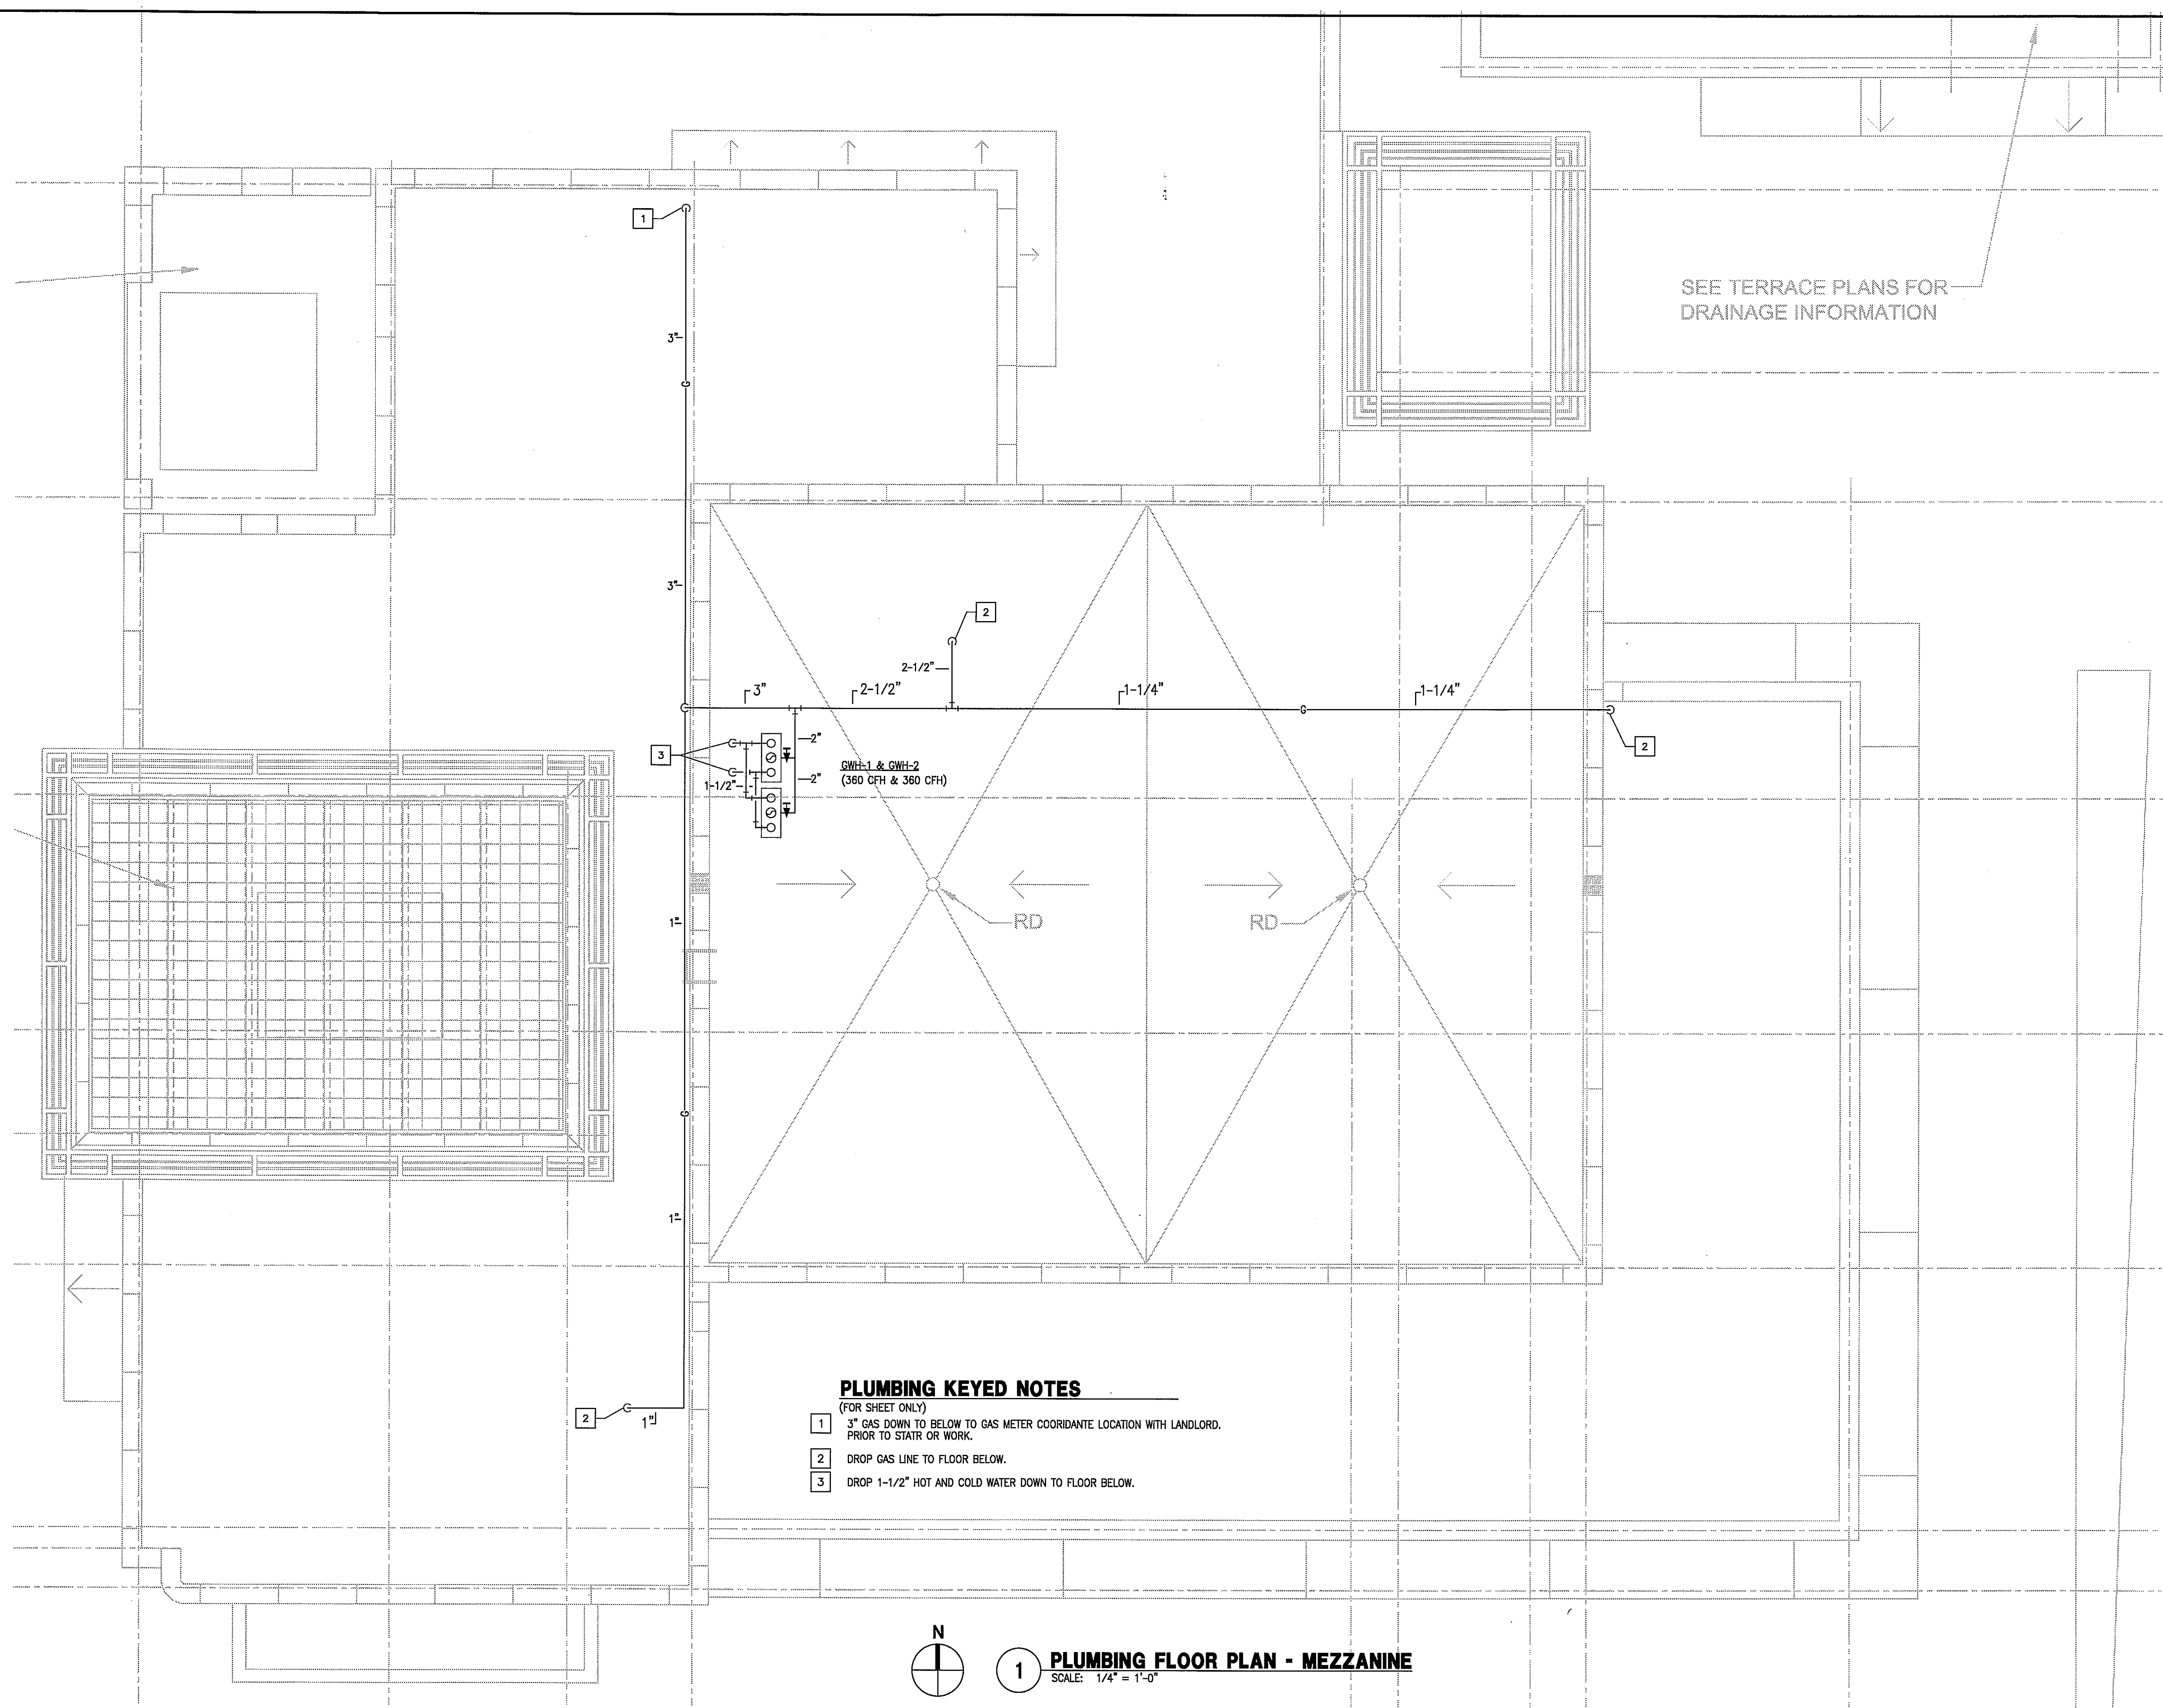 SEE TERRACE PLANS FOR
DRAINAGE INFORMATION
1
3"
G
3"
2
2-1/2"
3"
2-1/2"
1-1/4"
G
1-1/4"
2
3
2"
GWH-1 & GWH-2
2"
(360 CFH & 360 CFH)
1-1/2"
RD
RD
1"
G
1"
2
1"
PLUMBING KEYED NOTES
(FOR SHEET ONLY)
1 3" GAS DOWN TO BELOW TO GAS METER COORIDANTE LOCATION WITH LANDLORD.
PRIOR TO STATR OR WORK.
2 DROP GAS LINE TO FLOOR BELOW.
3 DROP 1-1/2" HOT AND COLD WATER DOWN TO FLOOR BELOW.
N
1 PLUMBING FLOOR PLAN - MEZZANINE
SCALE: 1/4" = 1'-0"